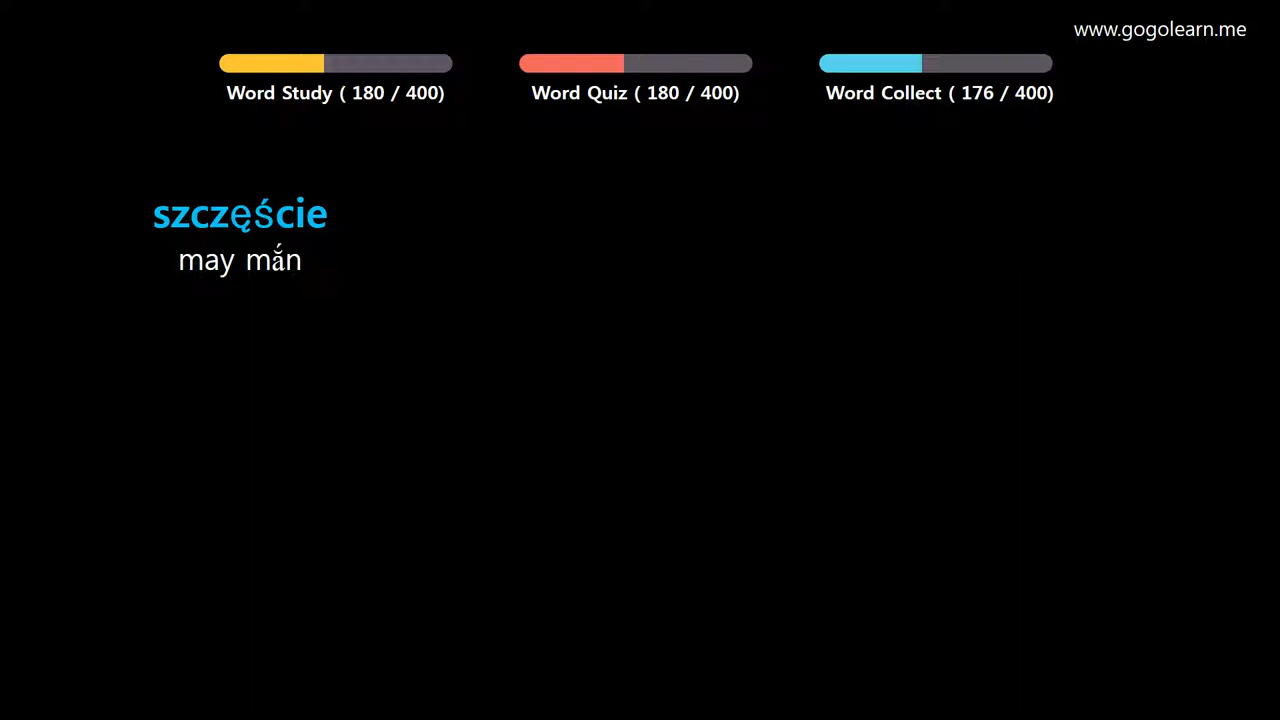 www.gogolearn.me
Word Study ( 180 / 400)
Word Quiz ( 180 / 400)
Word Collect ( 176 / 400)
szczęście
may mắn